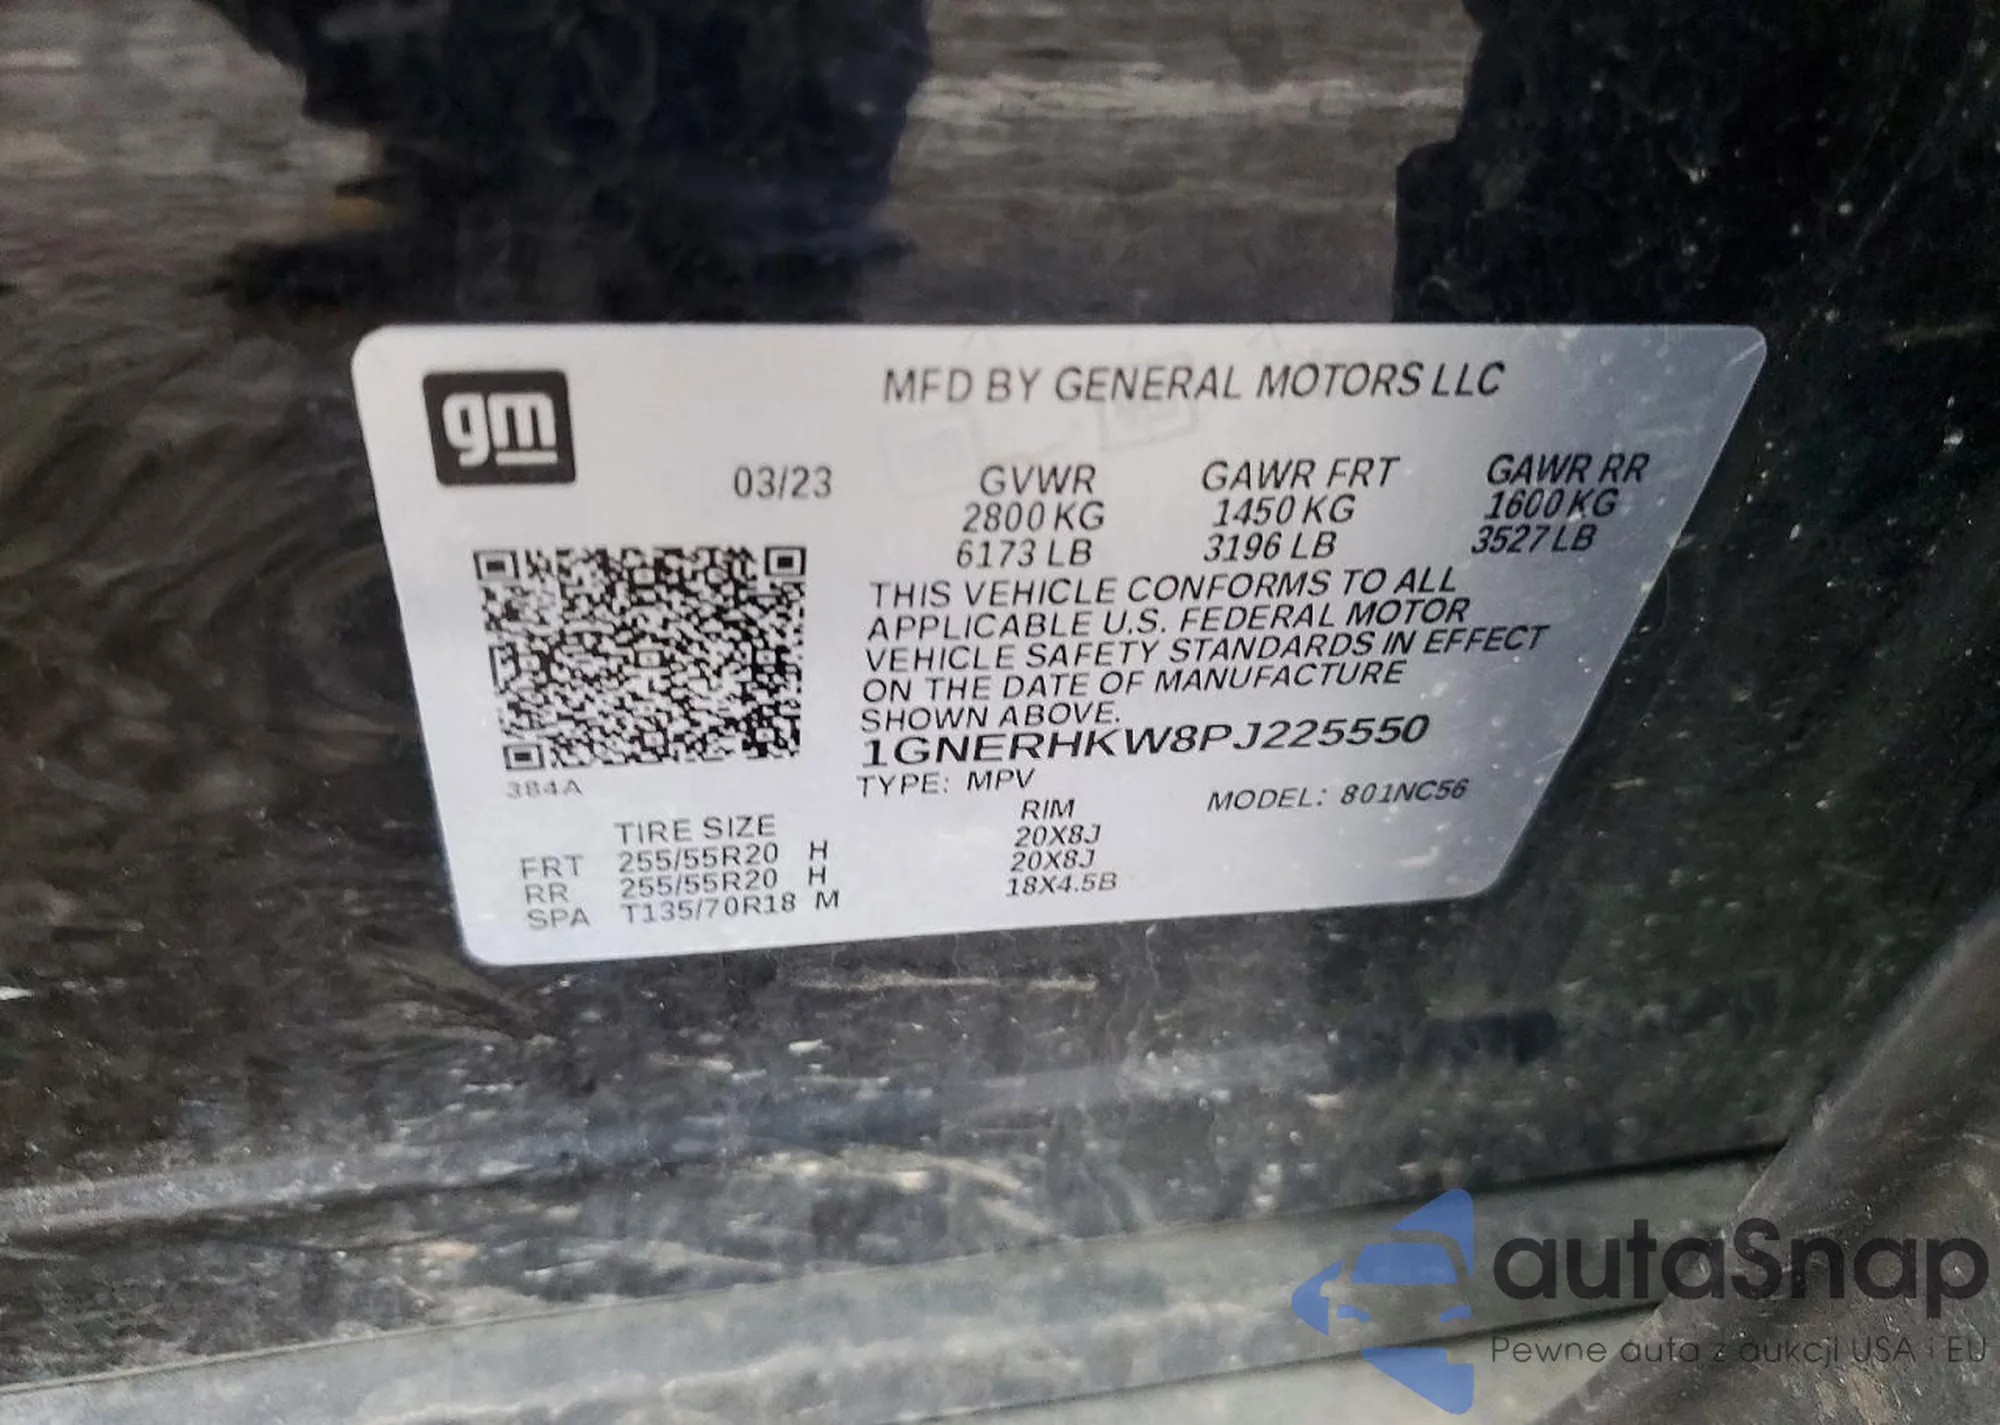 gm
MFD BY GENERAL MOTORS LLC
03/23
GVWR GAWR FRT GAWR RR
2800 KG 1450 KG 1600 KG
6173 LB 3196 LB 3527 LB
THIS VEHICLE CONFORMS TO ALL
APPLICABLE U.S. FEDERAL MOTOR
VEHICLE SAFETY STANDARDS IN EFFECT
ON THE DATE OF MANUFACTURE
SHOWN ABOVE.
1GNERHKW8PJ225550
384A
TYPE: MPV MODEL: 801NC56
TIRE SIZE RIM
FRT 255/55R20 H 20X8J
RR 255/55R20 H 20X8J
SPA T135/70R18 M 18X4.5B
autaSnap
Pewne auta z aukcji USA i EU